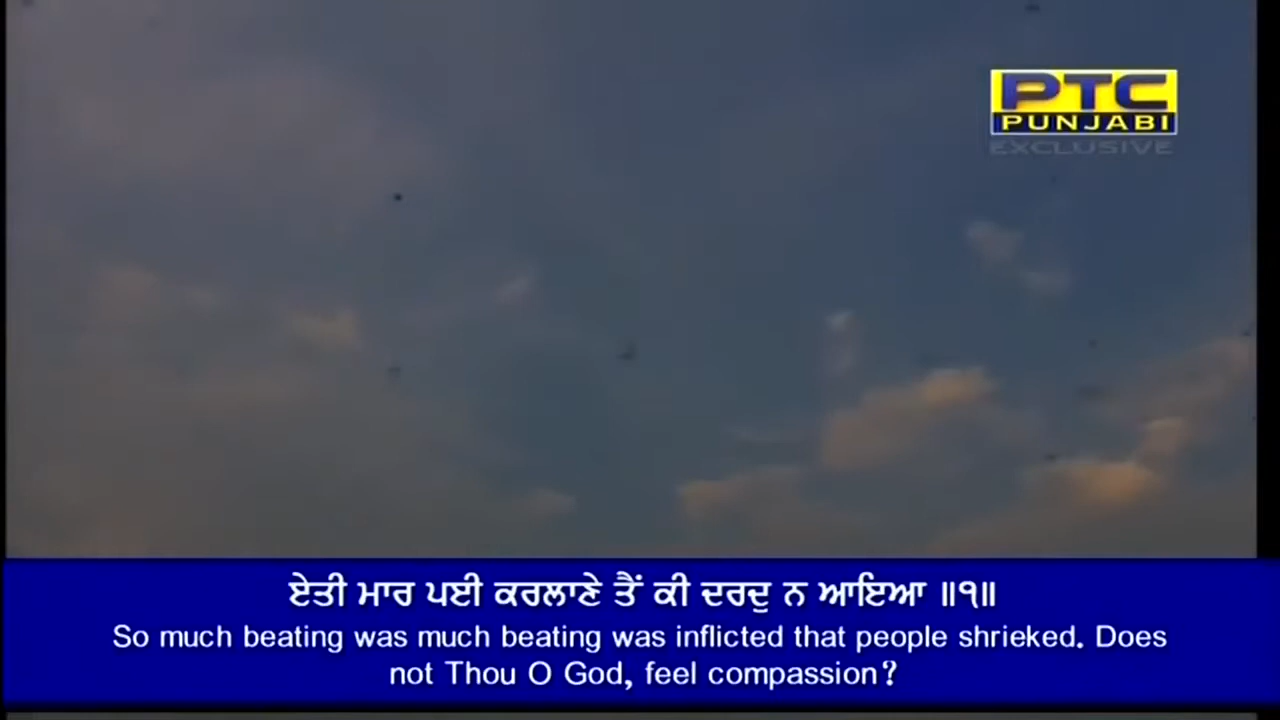 PTC
PUNJABI
EXCLUSIVE
ਏਤੀ ਮਾਰ ਪਈ ਕਰਲਾਣੇ ਤੈਂ ਕੀ ਦਰਦੁ ਨ ਆਇਆ ॥੧॥
So much beating was much beating was inflicted that people shrieked. Does
not Thou O God, feel compassion?